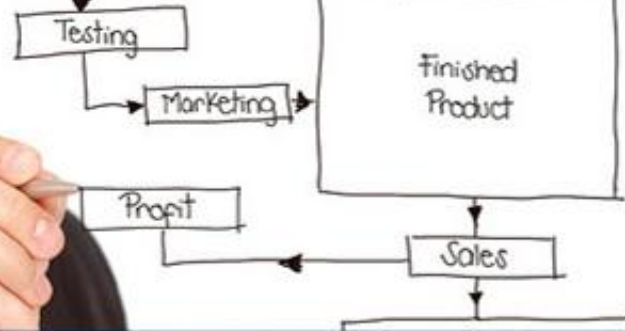 Testing
Finished
Product
Marketing
Profit
Sales